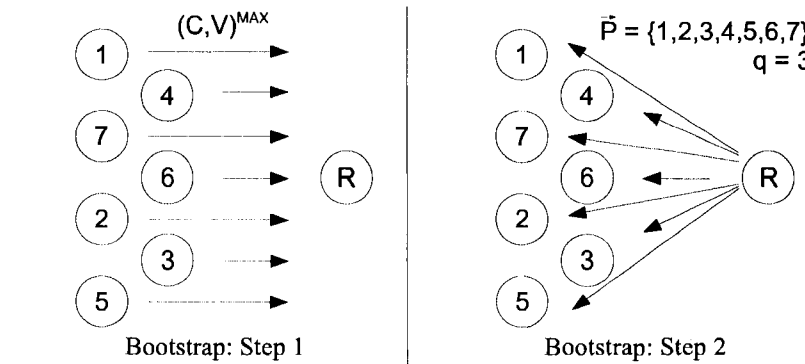 (C,V)^MAX
1
4
7
6
R
2
3
5
Bootstrap: Step 1
P⃗ = {1,2,3,4,5,6,7}
q = 3
1
4
7
6
R
2
3
5
Bootstrap: Step 2